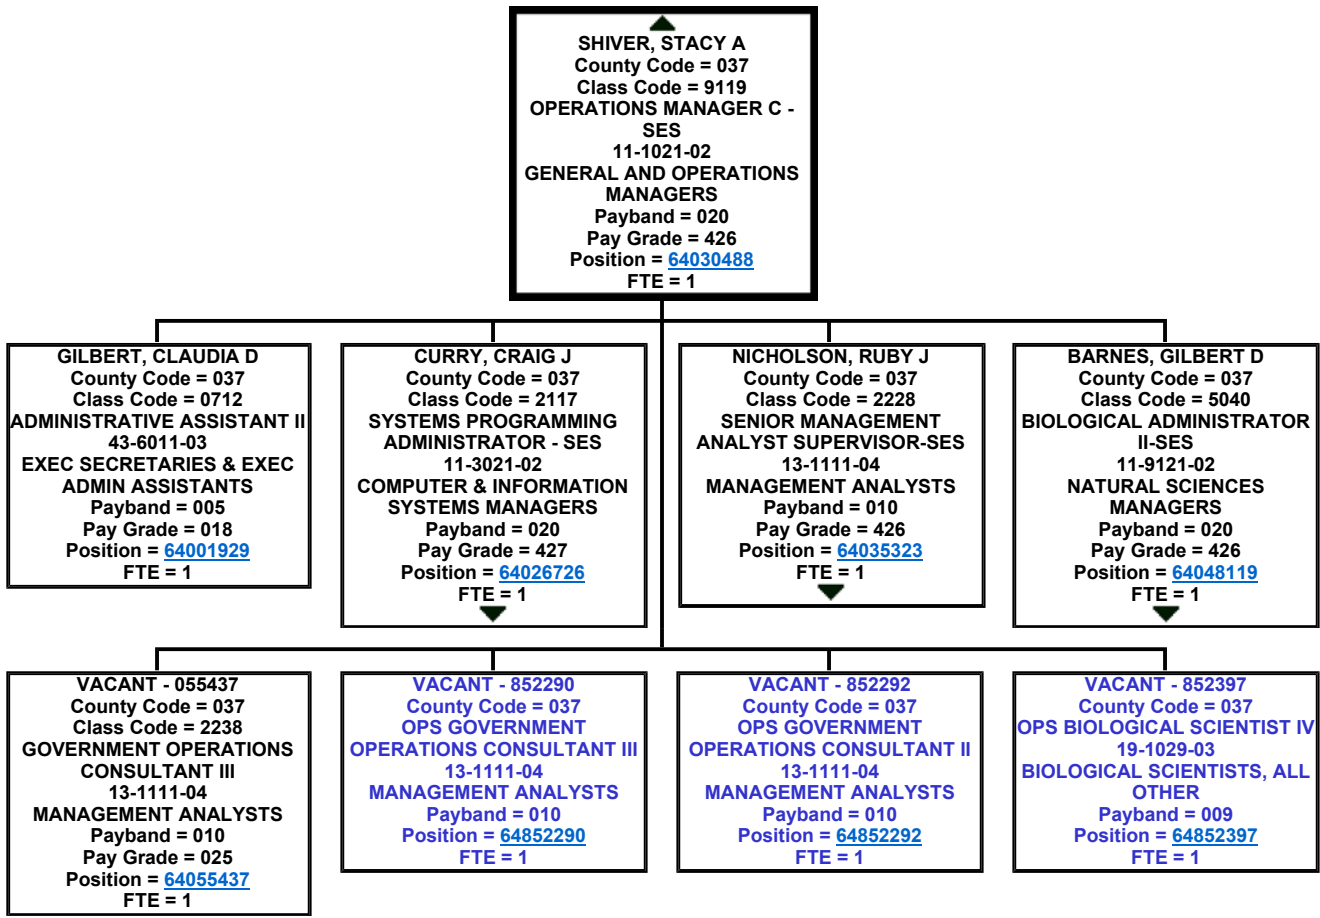 SHIVER, STACY A
County Code = 037
Class Code = 9119
OPERATIONS MANAGER C -
SES
11-1021-02
GENERAL AND OPERATIONS
MANAGERS
Payband = 020
Pay Grade = 426
Position = 64030488
FTE = 1
GILBERT, CLAUDIA D
County Code = 037
Class Code = 0712
ADMINISTRATIVE ASSISTANT II
43-6011-03
EXEC SECRETARIES & EXEC
ADMIN ASSISTANTS
Payband = 005
Pay Grade = 018
Position = 64001929
FTE = 1
CURRY, CRAIG J
County Code = 037
Class Code = 2117
SYSTEMS PROGRAMMING
ADMINISTRATOR - SES
11-3021-02
COMPUTER & INFORMATION
SYSTEMS MANAGERS
Payband = 020
Pay Grade = 427
Position = 64026726
FTE = 1
NICHOLSON, RUBY J
County Code = 037
Class Code = 2228
SENIOR MANAGEMENT
ANALYST SUPERVISOR-SES
13-1111-04
MANAGEMENT ANALYSTS
Payband = 010
Pay Grade = 426
Position = 64035323
FTE = 1
BARNES, GILBERT D
County Code = 037
Class Code = 5040
BIOLOGICAL ADMINISTRATOR
II-SES
11-9121-02
NATURAL SCIENCES
MANAGERS
Payband = 020
Pay Grade = 426
Position = 64048119
FTE = 1
VACANT - 055437
County Code = 037
Class Code = 2238
GOVERNMENT OPERATIONS
CONSULTANT III
13-1111-04
MANAGEMENT ANALYSTS
Payband = 010
Pay Grade = 025
Position = 64055437
FTE = 1
VACANT - 852290
County Code = 037
OPS GOVERNMENT
OPERATIONS CONSULTANT III
13-1111-04
MANAGEMENT ANALYSTS
Payband = 010
Position = 64852290
FTE = 1
VACANT - 852292
County Code = 037
OPS GOVERNMENT
OPERATIONS CONSULTANT II
13-1111-04
MANAGEMENT ANALYSTS
Payband = 010
Position = 64852292
FTE = 1
VACANT - 852397
County Code = 037
OPS BIOLOGICAL SCIENTIST IV
19-1029-03
BIOLOGICAL SCIENTISTS, ALL
OTHER
Payband = 009
Position = 64852397
FTE = 1